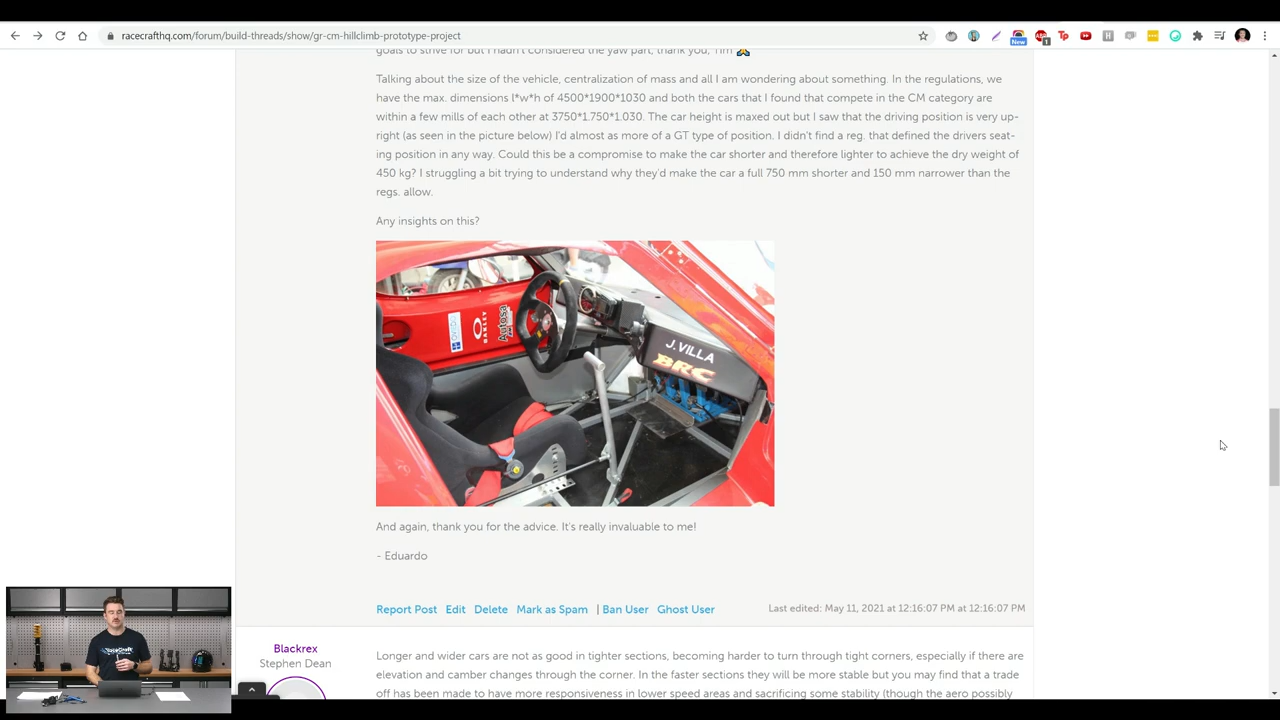 racecrafthq.com/forum/build-threads/show/gr-cm-hillclimb-prototype-project
New
1
goals to strive for but I hadn't considered the yaw part, thank you, Tim
Talking about the size of the vehicle, centralization of mass and all I am wondering about something. In the regulations, we
have the max. dimensions l*w*h of 4500*1900*1030 and both the cars that I found that compete in the CM category are
within a few mills of each other at 3750*1.750*1.030. The car height is maxed out but I saw that the driving position is very up-
right (as seen in the picture below) I'd almost as more of a GT type of position. I didn't find a reg. that defined the drivers seat-
ing position in any way. Could this be a compromise to make the car shorter and therefore lighter to achieve the dry weight of
450 kg? I struggling a bit trying to understand why they'd make the car a full 750 mm shorter and 150 mm narrower than the
regs. allow.
Any insights on this?
OVIDIO
OAKLEY
J. VILLA
BRC
And again, thank you for the advice. It's really invaluable to me!
- Eduardo
Report Post Edit Delete Mark as Spam | Ban User Ghost User
Last edited: May 11, 2021 at 12:16:07 PM at 12:16:07 PM
Blackrex
Stephen Dean
Longer and wider cars are not as good in tighter sections, becoming harder to turn through tight corners, especially if there are
elevation and camber changes through the corner. In the faster sections they will be more stable but you may find that a trade
off has been made to have more responsiveness in lower speed areas and sacrificing some stability (though the aero possibly